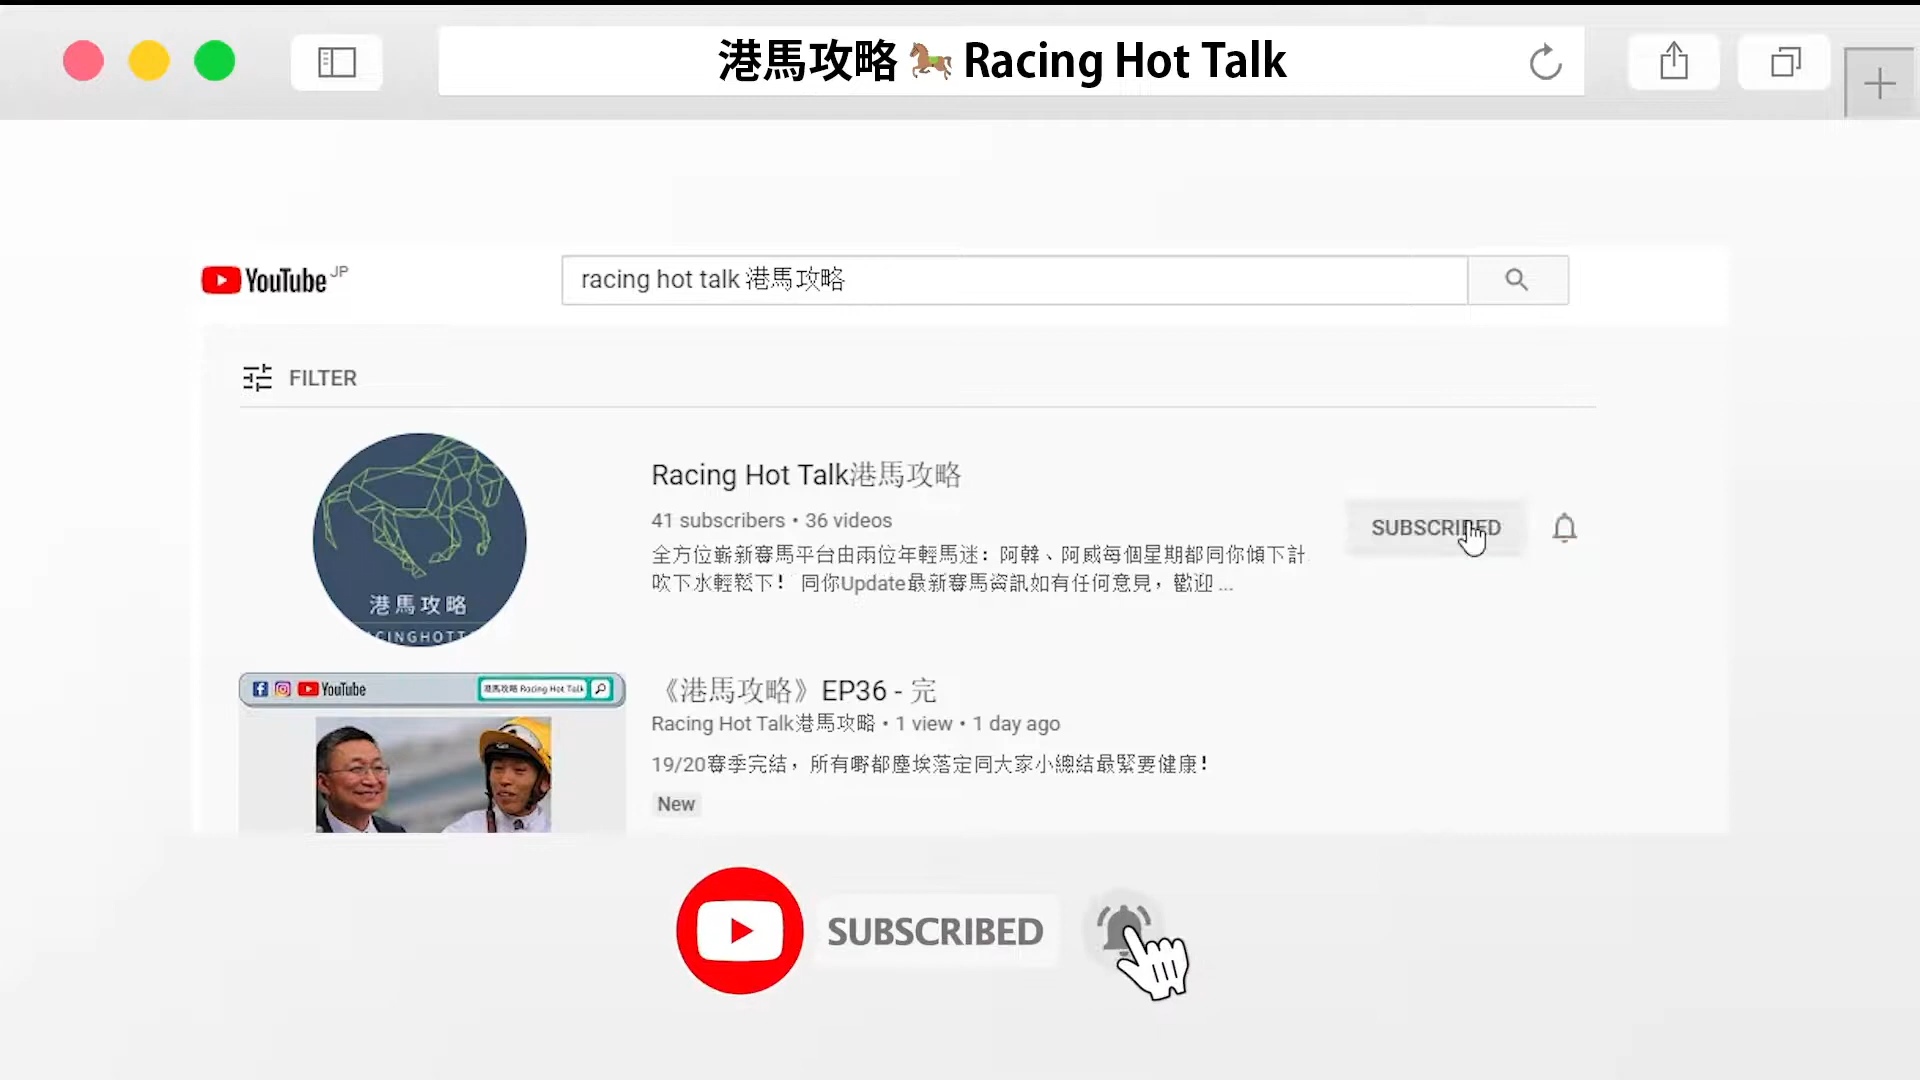 港馬攻略🐎 Racing Hot Talk
YouTube JP
racing hot talk 港馬攻略
FILTER
港馬攻略
Racing Hot Talk港馬攻略
41 subscribers • 36 videos
全方位嶄新賽馬平台由兩位年輕馬迷：阿韓、阿威每個星期都同你傾下計
吹下水輕鬆下！ 同你Update最新賽馬資訊如有任何意見，歡迎 ...
SUBSCRIBED
YouTube
港馬攻略 Racing Hot Talk
《港馬攻略》EP36 - 完
Racing Hot Talk港馬攻略 • 1 view • 1 day ago
19/20賽季完結，所有嘢都塵埃落定同大家小總結最緊要健康！
New
SUBSCRIBED